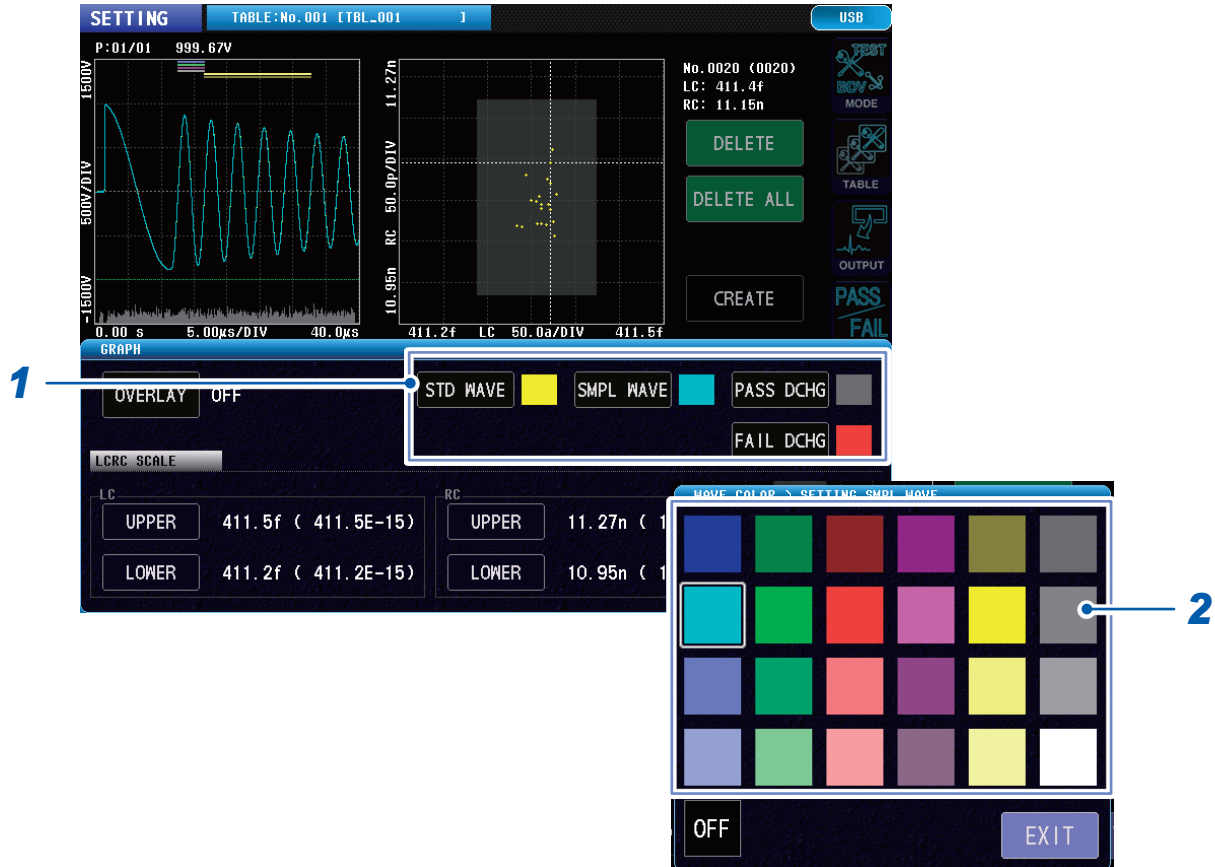 SETTING TABLE:No.001 [TBL_001 ] USB
P:01/01 999.67V
1500V
500V/DIV
-1500V
0.00 s 5.00µs/DIV 40.0µs
11.27n
50.0p/DIV
RC
10.95n
411.2f LC 50.0a/DIV 411.5f
No.0020 (0020)
LC: 411.4f
RC: 11.15n
DELETE
DELETE ALL
CREATE
TEST
BDV
MODE
TABLE
OUTPUT
PASS
FAIL
GRAPH
1
OVERLAY OFF
STD WAVE SMPL WAVE PASS DCHG
FAIL DCHG
LCRC SCALE
LC
UPPER 411.5f ( 411.5E-15)
LOWER 411.2f ( 411.2E-15)
RC
UPPER 11.27n ( 1
LOWER 10.95n ( 1
WAVE COLOR > SETTING SMPL WAVE
2
OFF EXIT